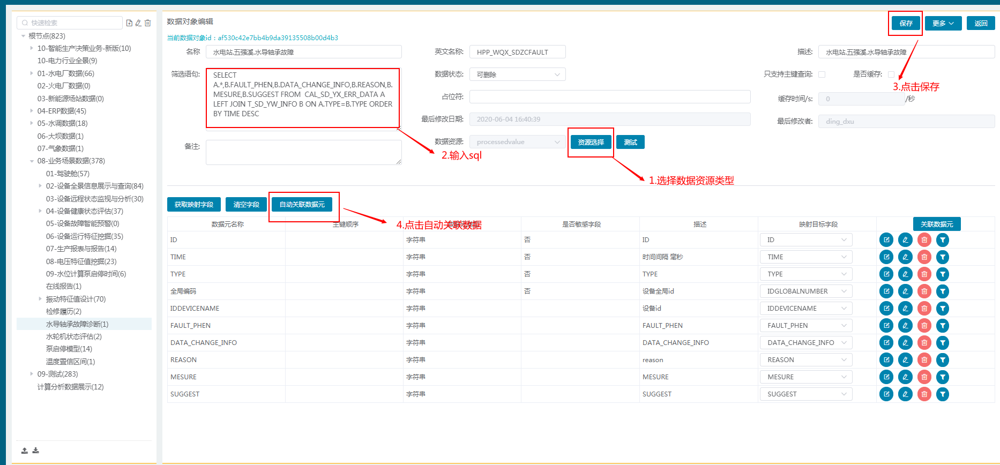 快速检索
根节点(823)
10-智能生产决策业务-新版(10)
10-电力行业全景(9)
01-水电厂数据(66)
02-火电厂数据(0)
03-新能源场站数据(0)
04-ERP数据(45)
05-水调数据(18)
06-大坝数据(1)
07-气象数据(1)
08-业务场景数据(378)
01-驾驶舱(57)
02-设备全景信息展示与查询(84)
03-设备远程状态监视与分析(30)
04-设备健康状态评估(37)
05-设备故障智能预警(0)
06-设备运行特征挖掘(35)
07-生产报表与报告(14)
08-电压特征值挖掘(23)
09-水位计算泵启停时间(6)
在线报告(1)
振动特征值设计(70)
检修履历(2)
水导轴承故障诊断(1)
水轮机状态评估(2)
泵启停模型(14)
温度置信区间(1)
09-测试(283)
计算分析数据展示(12)
数据对象编辑
保存
更多
返回
当前数据对象id：af530c42e7bb4b9da39135508b00d4b3
名称
水电站.五强溪.水导轴承故障
英文名称:
HPP_WQX_SDZCFAULT
描述:
水电站.五强溪.水导轴承故障
筛选语句:
SELECT
A.*,B.FAULT_PHEN,B.DATA_CHANGE_INFO,B.REASON,B.
MESURE,B.SUGGEST FROM CAL_SD_YX_ERR_DATA A
LEFT JOIN T_SD_YW_INFO B ON A.TYPE=B.TYPE ORDER
BY TIME DESC
数据状态:
可删除
只支持主键查询:
是否缓存:
3.点击保存
占位符:
缓存时间/s:
0
/秒
最后修改日期:
2020-06-04 16:40:39
最后修改者:
ding_dxu
数据资源:
processedvalue
资源选择
测试
备注:
2.输入sql
1.选择数据资源类型
获取映射字段
清空字段
自动关联数据元
4.点击自动关联数据
数据元名称
主键顺序
是否敏感字段
描述
映射目标字段
关联数据元
ID 字符串 否 ID ID
TIME 字符串 否 时间间隔 毫秒 TIME
TYPE 字符串 否 TYPE TYPE
全局编码 字符串 否 设备全局id IDGLOBALNUMBER
IDDEVICENAME 字符串 设备id IDDEVICENAME
FAULT_PHEN 字符串 FAULT_PHEN FAULT_PHEN
DATA_CHANGE_INFO 字符串 DATA_CHANGE_INFO DATA_CHANGE_INFO
REASON 字符串 reason REASON
MESURE 字符串 MESURE MESURE
SUGGEST 字符串 SUGGEST SUGGEST